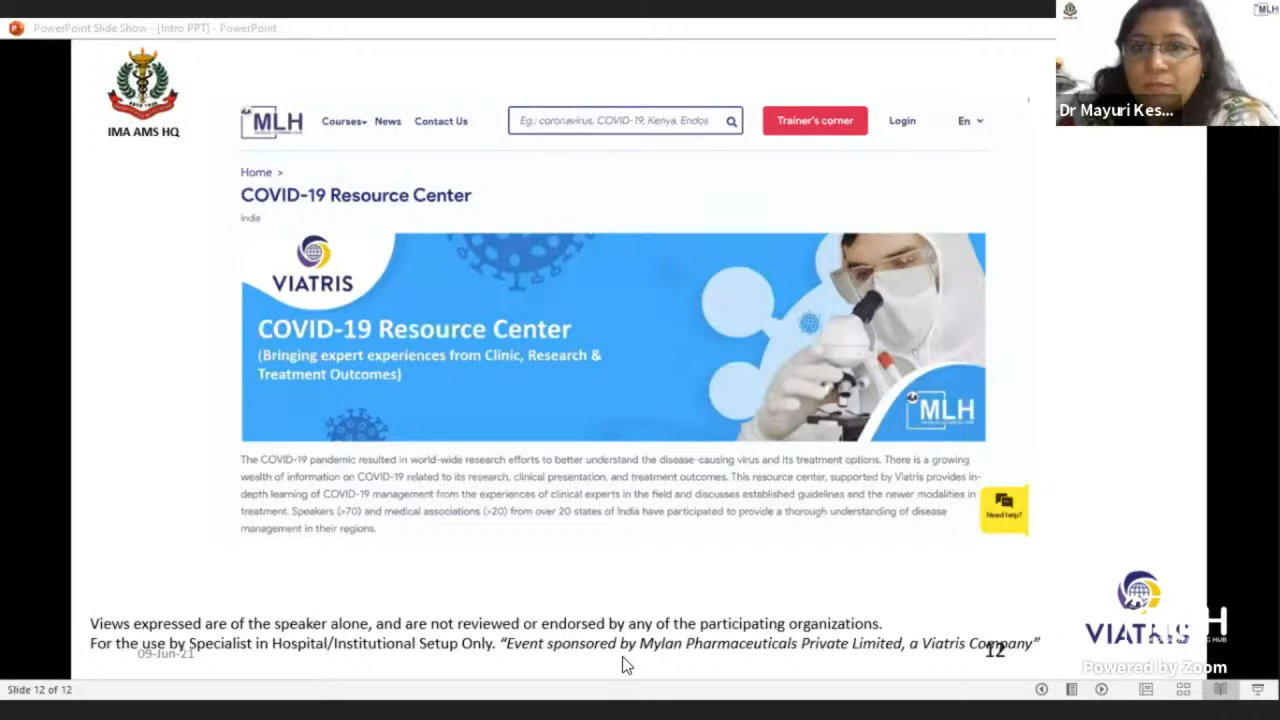 PowerPoint Slide Show - [Intro PPT] - PowerPoint
MLH
Dr Mayuri Kes...
IMA AMS HQ
MLH
Courses News Contact Us
Eg.: coronavirus, COVID-19, Kenya, Endos
Trainer's corner
Login
En
Home >
COVID-19 Resource Center
India
VIATRIS
COVID-19 Resource Center
(Bringing expert experiences from Clinic, Research &
Treatment Outcomes)
MLH
The COVID-19 pandemic resulted in world-wide research efforts to better understand the disease-causing virus and its treatment options. There is a growing
wealth of information on COVID-19 related to its research, clinical presentation, and treatment outcomes. This resource center, supported by Viatris provides in-
depth learning of COVID-19 management from the experiences of clinical experts in the field and discusses established guidelines and the newer modalities in
treatment. Speakers (>70) and medical associations (>20) from over 20 states of India have participated to provide a thorough understanding of disease
management in their regions.
Need help?
Views expressed are of the speaker alone, and are not reviewed or endorsed by any of the participating organizations.
For the use by Specialist in Hospital/Institutional Setup Only. “Event sponsored by Mylan Pharmaceuticals Private Limited, a Viatris Company”
09-Jun-21
12
VIATRIS
Powered by Zoom
Slide 12 of 12